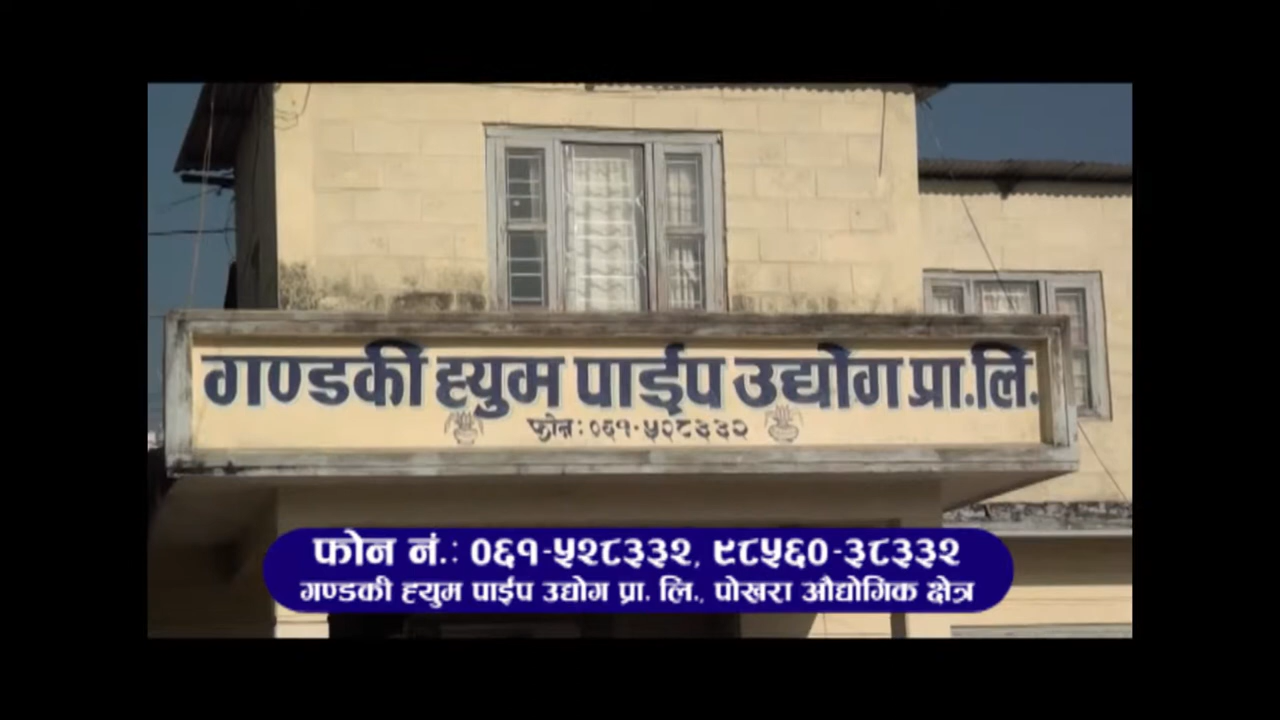 गण्डकी ह्युम पाईप उद्योग प्रा.लि.
फोन: ०६१-५२८३३२
फोन नं.: ०६१-५२८३३२, ९८५६०-३८३३२
गण्डकी ह्युम पाईप उद्योग प्रा. लि., पोखरा औद्योगिक क्षेत्र